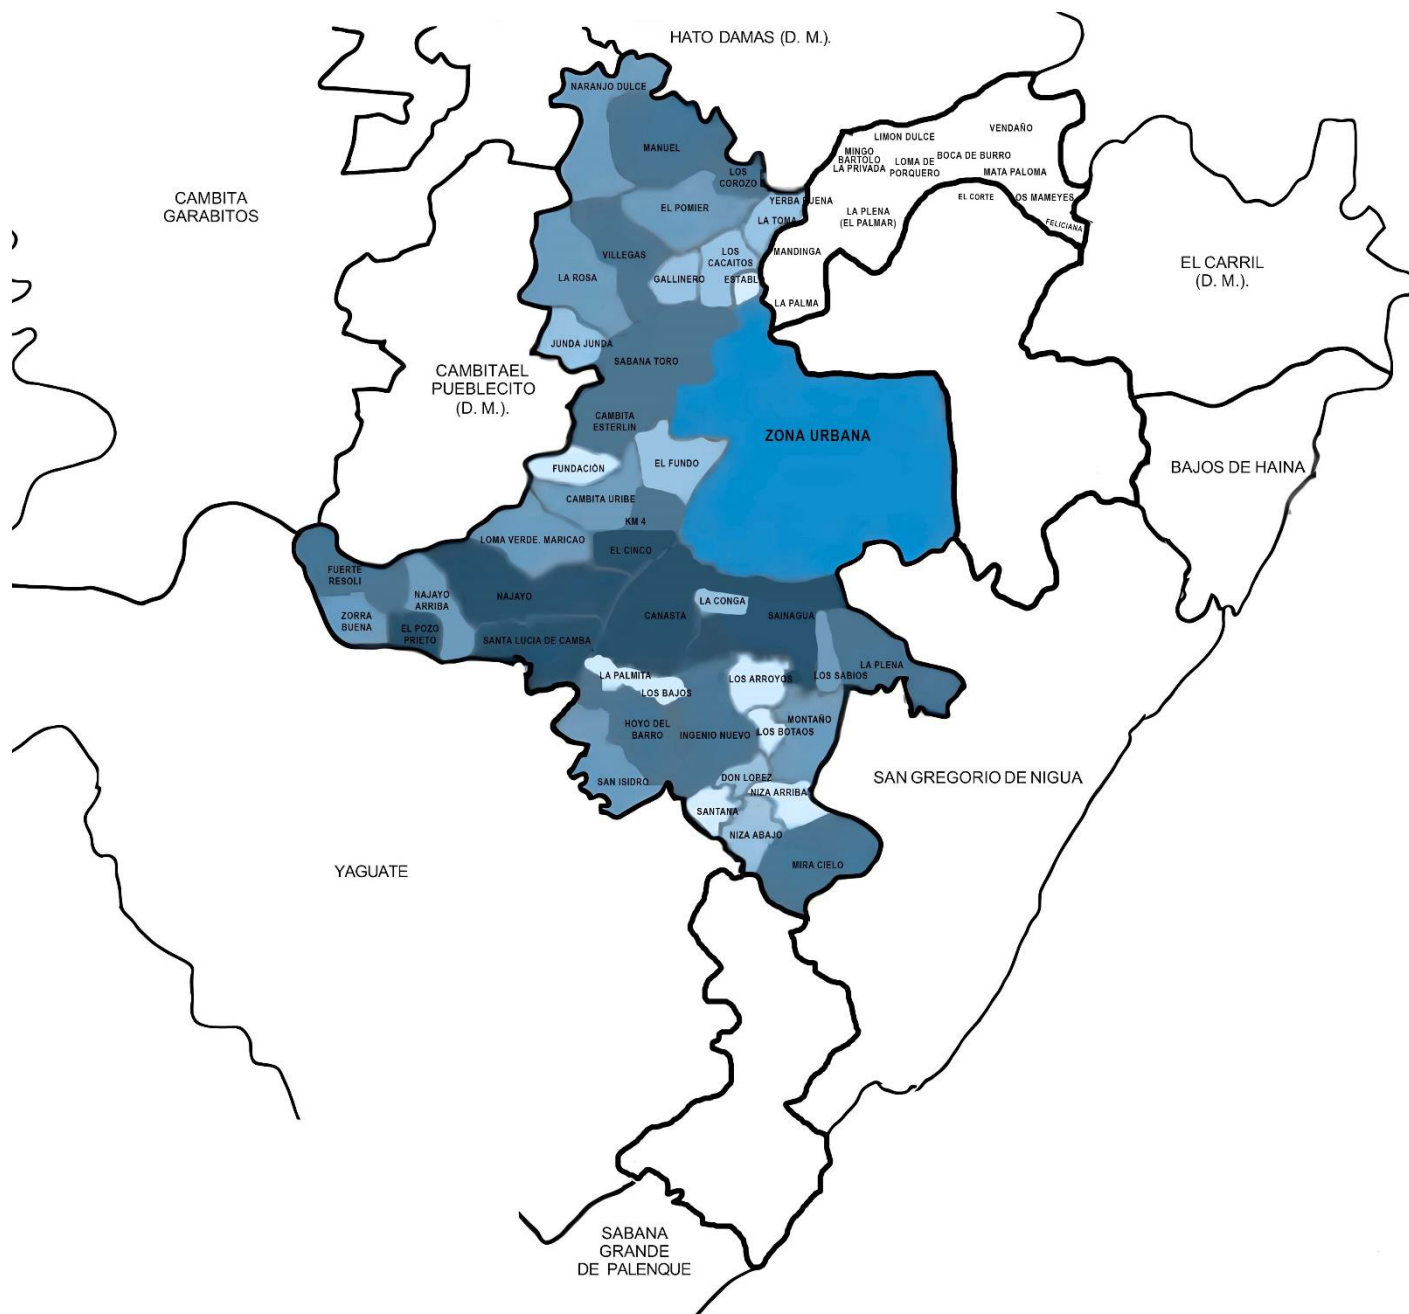 HATO DAMAS (D. M.).
NARANJO DULCE
MANUEL
LOS
COROZO
YERBA BUENA
EL POMIER
LA TOMA
VILLEGAS
LOS
CACAITOS
GALLINERO
ESTABL
LA ROSA
JUNDA JUNDA
SABANA TORO
CAMBITA
GARABITOS
CAMBITAEL
PUEBLECITO
(D. M.).
LIMON DULCE
VENDAÑO
MINGO
BARTOLO
LA PRIVADA
LOMA DE
PORQUERO
BOCA DE BURRO
MATA PALOMA
EL CORTE
OS MAMEYES
FELICIANA
LA PLENA
(EL PALMAR)
MANDINGA
LA PALMA
EL CARRIL
(D. M.).
BAJOS DE HAINA
ZONA URBANA
CAMBITA
ESTERLIN
FUNDACIÓN
EL FUNDO
CAMBITA URIBE
KM 4
LOMA VERDE. MARICAO
EL CINCO
FUERTE
RESOLI
NAJAYO
ARRIBA
NAJAYO
ZORRA
BUENA
EL POZO
PRIETO
SANTA LUCIA DE CAMBA
LA CONGA
CANASTA
SAINAGUA
LA PLENA
LOS SABIOS
LA PALMITA
LOS BAJOS
LOS ARROYOS
HOYO DEL
BARRO
INGENIO NUEVO
MONTAÑO
LOS BOTAOS
SAN ISIDRO
DON LOPEZ
NIZA ARRIBA
SANTANA
NIZA ABAJO
MIRA CIELO
SAN GREGORIO DE NIGUA
YAGUATE
SABANA
GRANDE
DE PALENQUE